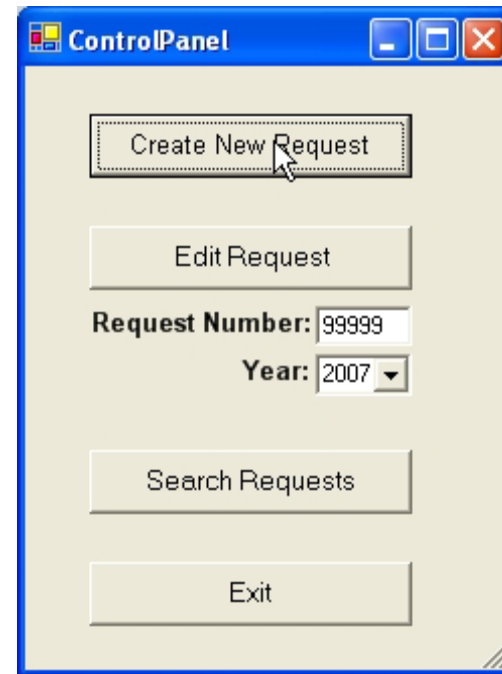 ControlPanel
Create New Request
Edit Request
Request Number: 99999
Year: 2007
Search Requests
Exit